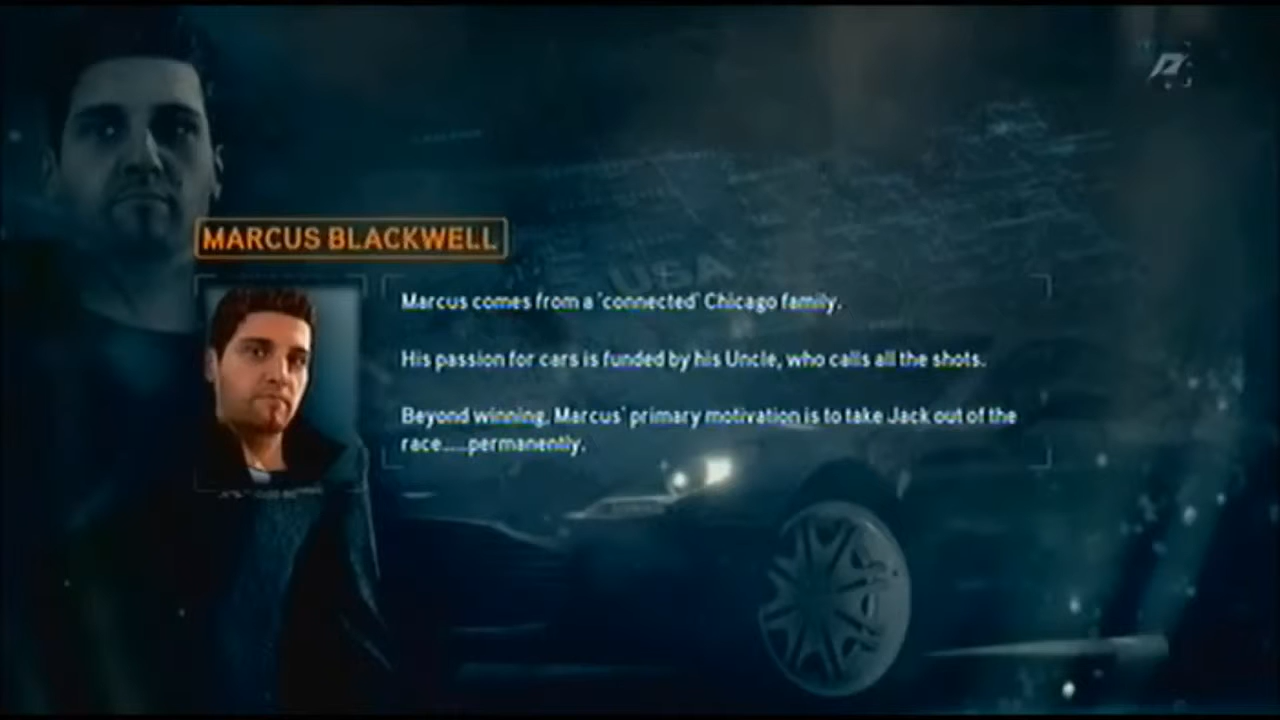 MARCUS BLACKWELL
USA
Marcus comes from a 'connected' Chicago family.
His passion for cars is funded by his Uncle, who calls all the shots.
Beyond winning, Marcus' primary motivation is to take Jack out of the
race.....permanently.